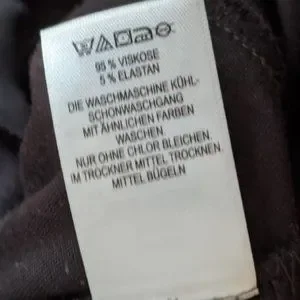 95 % VISKOSE
5 % ELASTAN
DIE WASCHMASCHINE KÜHL-
SCHONWASCHGANG
MIT ÄHNLICHEN FARBEN
WASCHEN.
NUR OHNE CHLOR BLEICHEN.
IM TROCKNER MITTEL TROCKNEN
MITTEL BÜGELN